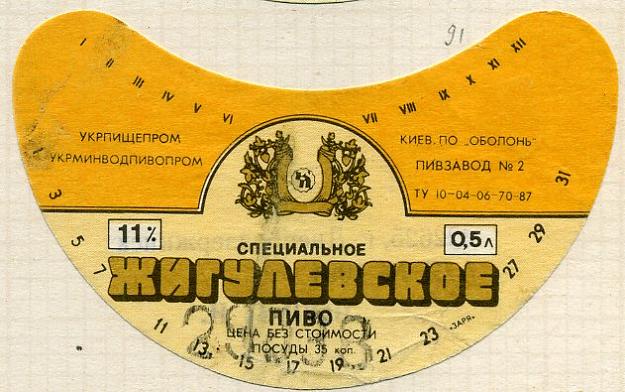 91
I II III IV V VI VII VIII IX X XI XII
УКРПИЩЕПРОМ
УКРМИНВОДПИВОПРОМ
КИЕВ. ПО „ОБОЛОНЬ"
ПИВЗАВОД № 2
ТУ 10-04-06-70-87
11%
0,5 л
СПЕЦИАЛЬНОЕ
ЖИГУЛЕВСКОЕ
ПИВО
ЦЕНА БЕЗ СТОИМОСТИ
ПОСУДЫ 35 коп.
3 5 7 11 13 15 17 19 21 23 27 29 31